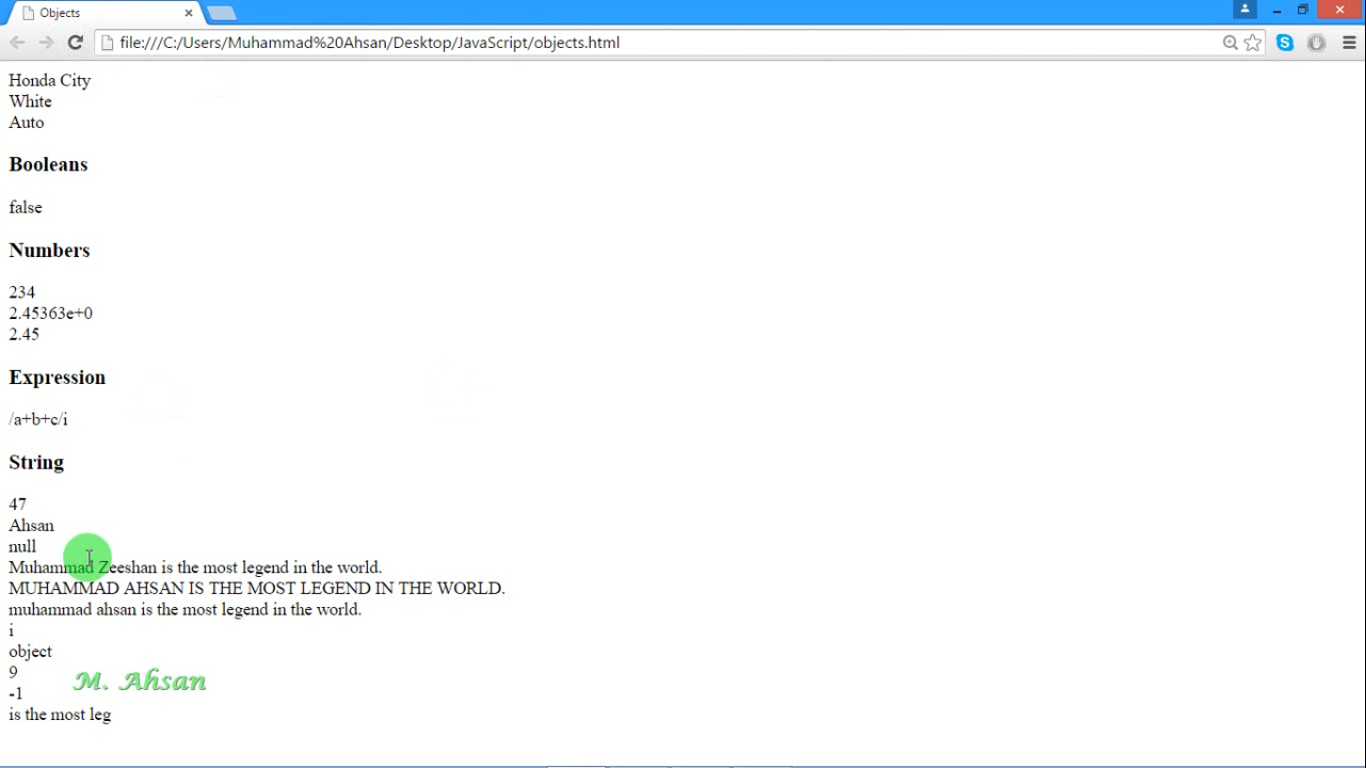 Objects
file:///C:/Users/Muhammad%20Ahsan/Desktop/JavaScript/objects.html
Honda City
White
Auto
Booleans
false
Numbers
234
2.45363e+0
2.45
Expression
/a+b+c/i
String
47
Ahsan
null
Muhammad Zeeshan is the most legend in the world.
MUHAMMAD AHSAN IS THE MOST LEGEND IN THE WORLD.
muhammad ahsan is the most legend in the world.
i
object
9
M. Ahsan
-1
is the most leg